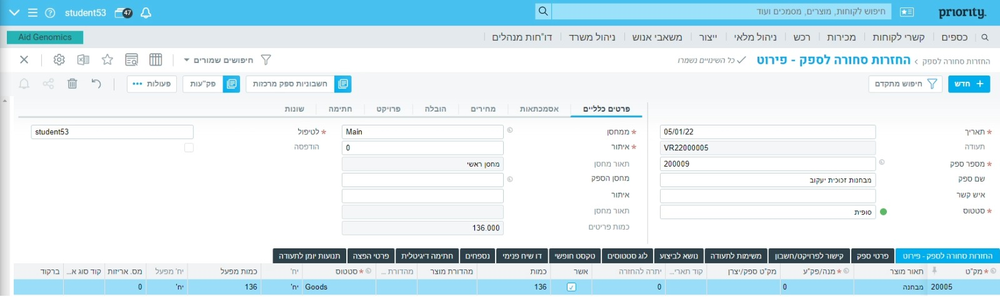 priority
חיפוש לקוחות, מוצרים, מסמכים ועוד
47
student53
כספים
קשרי לקוחות
מכירות
רכש
ניהול מלאי
ייצור
משאבי אנוש
ניהול משרד
דו"חות מנהלים
Aid Genomics
החזרות סחורה לספק > החזרות סחורה לספק - פירוט
כל השינויים נשמרו
חיפושים שמורים
+ חדש
חיפוש מתקדם
חשבוניות ספק מרכזות
פק"עות
פעולות
פרטים כלליים
אסמכתאות
מחירים
הובלה
פרויקט
חתימה
שונות
* תאריך 05/01/22
תעודה VR22000005
* מספר ספק 200009
שם ספק מבחנות זכוכית יעקוב
איש קשר
* סטטוס סופית
* ממחסן Main
* איתור 0
תאור מחסן מחסן ראשי
מחסן הספק
איתור
תאור מחסן
כמות פריטים 136.000
* לטיפול student53
הודפסה
החזרות סחורה לספק - פירוט
פרטי ספק
קישור לפרויקט/חשבון
משימות לתעודה
נושא לביצוע
לוג סטטוסים
טקסט חופשי
דו שיח פנימי
נספחים
חתימה דיגיטלית
פרטי הפצה
תנועות יומן לתעודה
* מק"ט
תאור מוצר
* מנה/פק"ע
מק"ט ספק/יצרן
קוד תארי...
יתרה להחזרה
אשר
כמות
מהדורת מוצר
מהדורת ...
* סטטוס
יח'
כמות מפעל
יח' מפעל
מס. אריזות
קוד סוג א...
ברקוד
20005
מבחנה
0
0
136
Goods
יח'
136
יח'
0